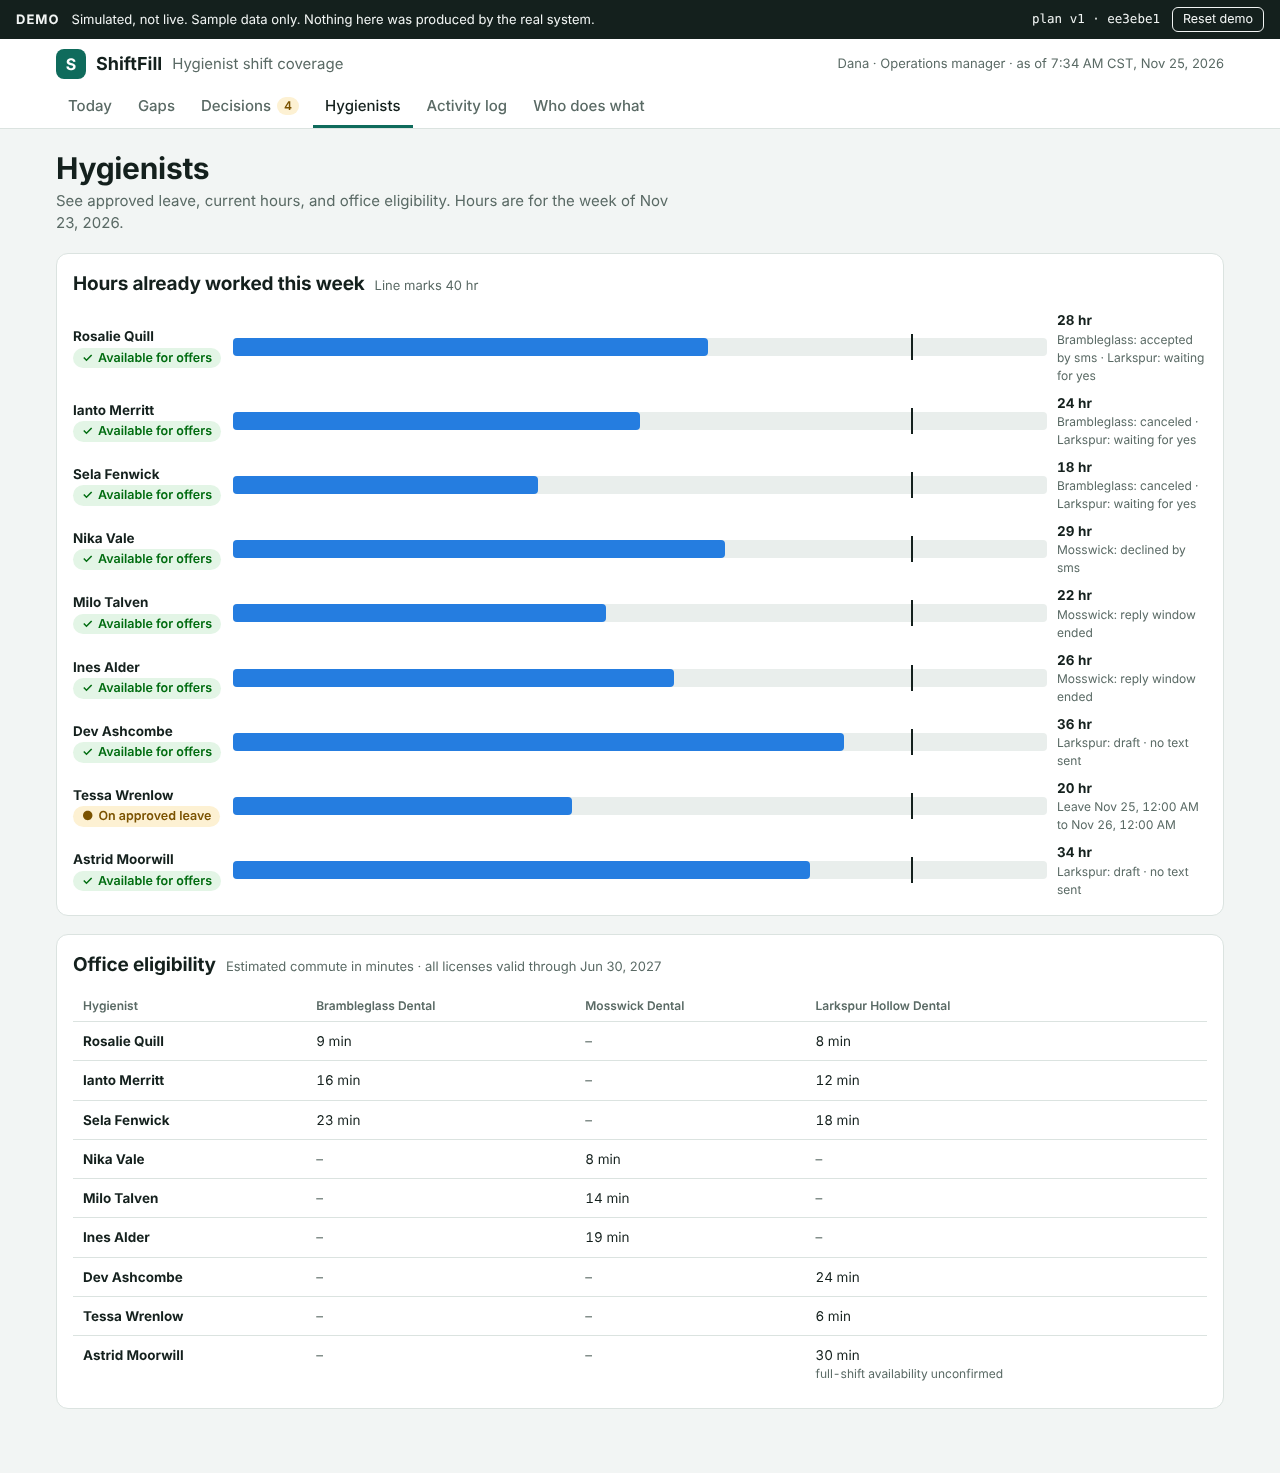 DEMO Simulated, not live. Sample data only. Nothing here was produced by the real system. plan v1 · ee3ebe1 Reset demo
S ShiftFill Hygienist shift coverage Dana · Operations manager · as of 7:34 AM CST, Nov 25, 2026
Today Gaps Decisions 4 Hygienists Activity log Who does what
Hygienists
See approved leave, current hours, and office eligibility. Hours are for the week of Nov
23, 2026.
Hours already worked this week Line marks 40 hr
Rosalie Quill
✓ Available for offers
28 hr
Brambleglass: accepted
by sms · Larkspur: waiting
for yes
Ianto Merritt
✓ Available for offers
24 hr
Brambleglass: canceled ·
Larkspur: waiting for yes
Sela Fenwick
✓ Available for offers
18 hr
Brambleglass: canceled ·
Larkspur: waiting for yes
Nika Vale
✓ Available for offers
29 hr
Mosswick: declined by
sms
Milo Talven
✓ Available for offers
22 hr
Mosswick: reply window
ended
Ines Alder
✓ Available for offers
26 hr
Mosswick: reply window
ended
Dev Ashcombe
✓ Available for offers
36 hr
Larkspur: draft · no text
sent
Tessa Wrenlow
● On approved leave
20 hr
Leave Nov 25, 12:00 AM
to Nov 26, 12:00 AM
Astrid Moorwill
✓ Available for offers
34 hr
Larkspur: draft · no text
sent
Office eligibility Estimated commute in minutes · all licenses valid through Jun 30, 2027
Hygienist Brambleglass Dental Mosswick Dental Larkspur Hollow Dental
Rosalie Quill 9 min – 8 min
Ianto Merritt 16 min – 12 min
Sela Fenwick 23 min – 18 min
Nika Vale – 8 min –
Milo Talven – 14 min –
Ines Alder – 19 min –
Dev Ashcombe – – 24 min
Tessa Wrenlow – – 6 min
Astrid Moorwill – – 30 min
full-shift availability unconfirmed